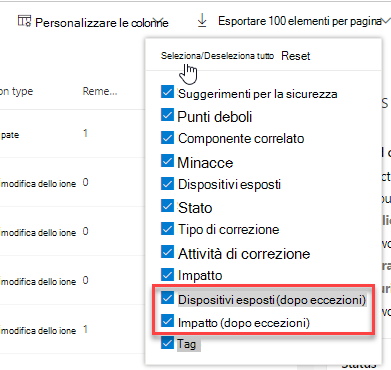 Personalizzare le colonne
Esportare 100 elementi per pagina
Seleziona/Deseleziona tutto Reset
on type Reme...
Suggerimenti per la sicurezza
Punti deboli
pate 1
Componente correlato
Minacce
modifica dello ione 0
Dispositivi esposti
Stato
Tipo di correzione
modifica dello ione 0
Attività di correzione
Impatto
modifica dello ione 0
Dispositivi esposti (dopo eccezioni)
Impatto (dopo eccezioni)
modifica dello ione 1
Tag
Status